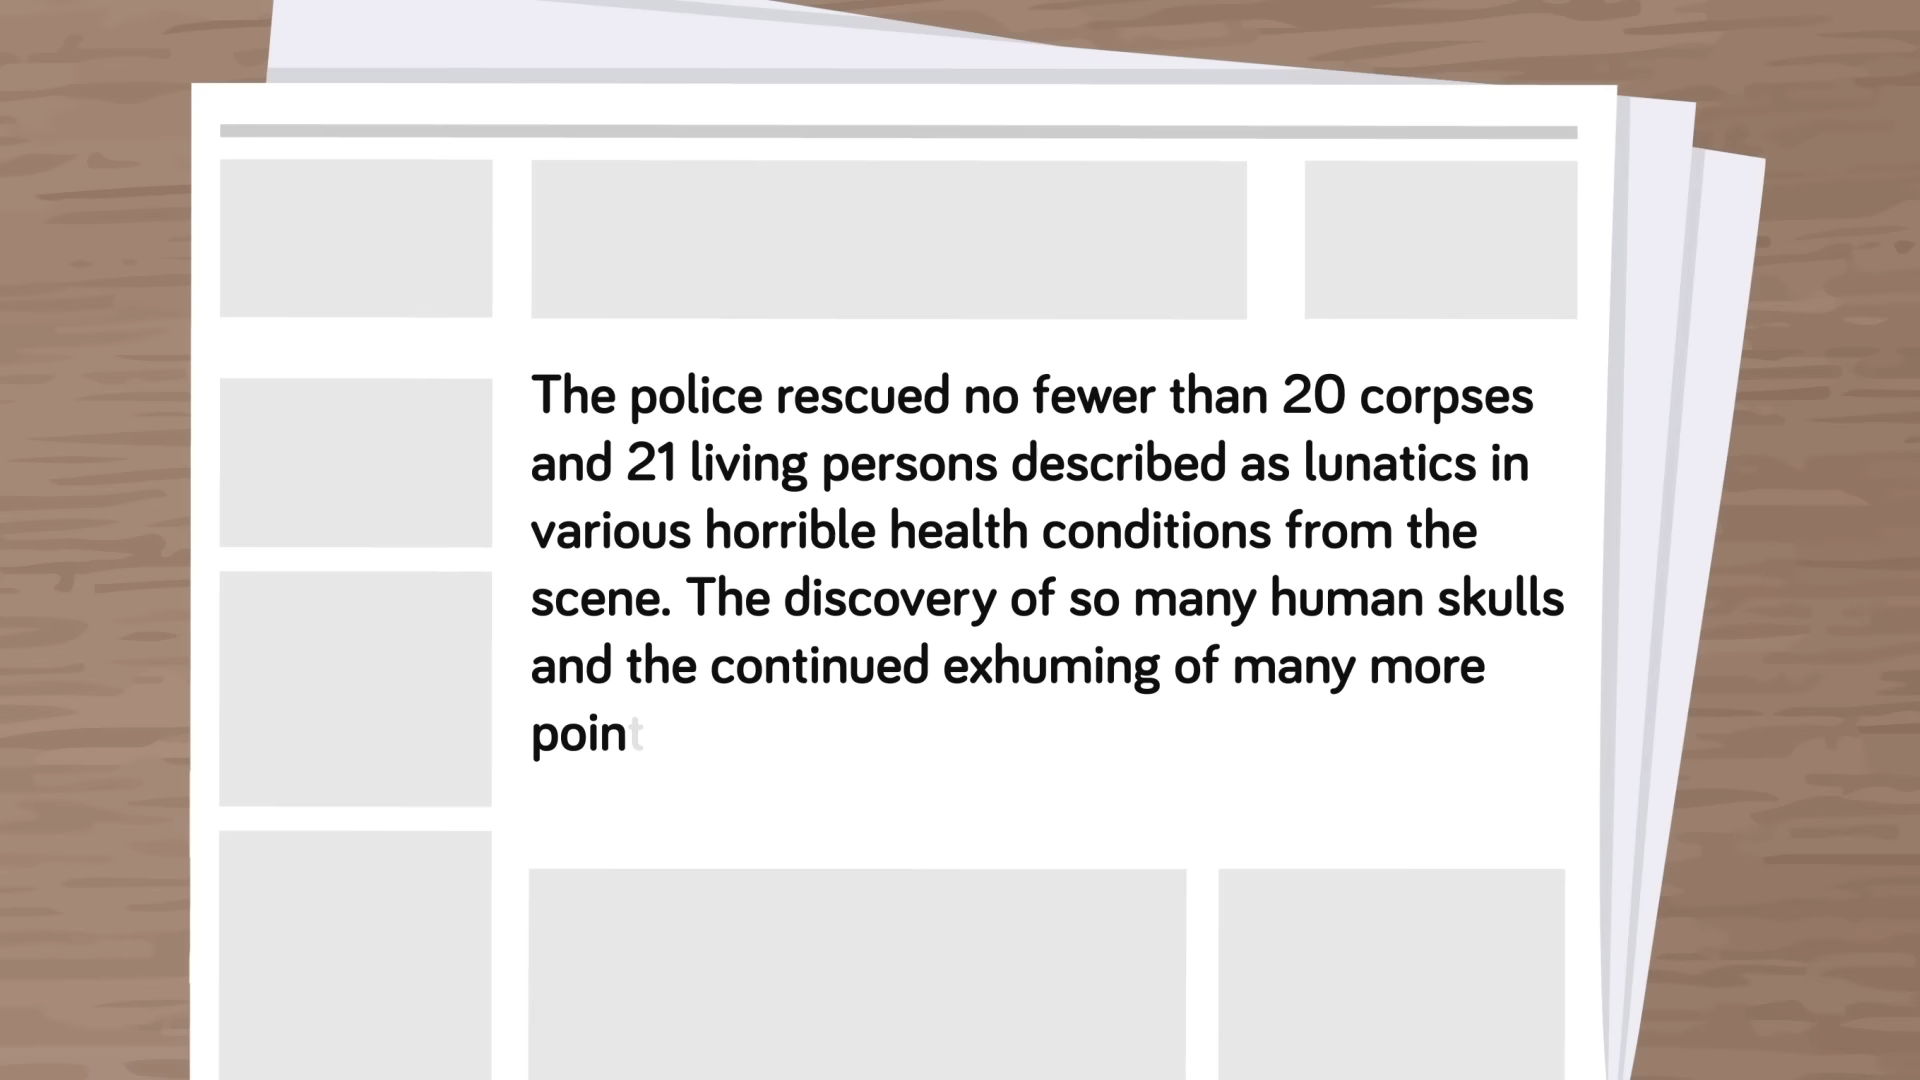 The police rescued no fewer than 20 corpses
and 21 living persons described as lunatics in
various horrible health conditions from the
scene. The discovery of so many human skulls
and the continued exhuming of many more
point